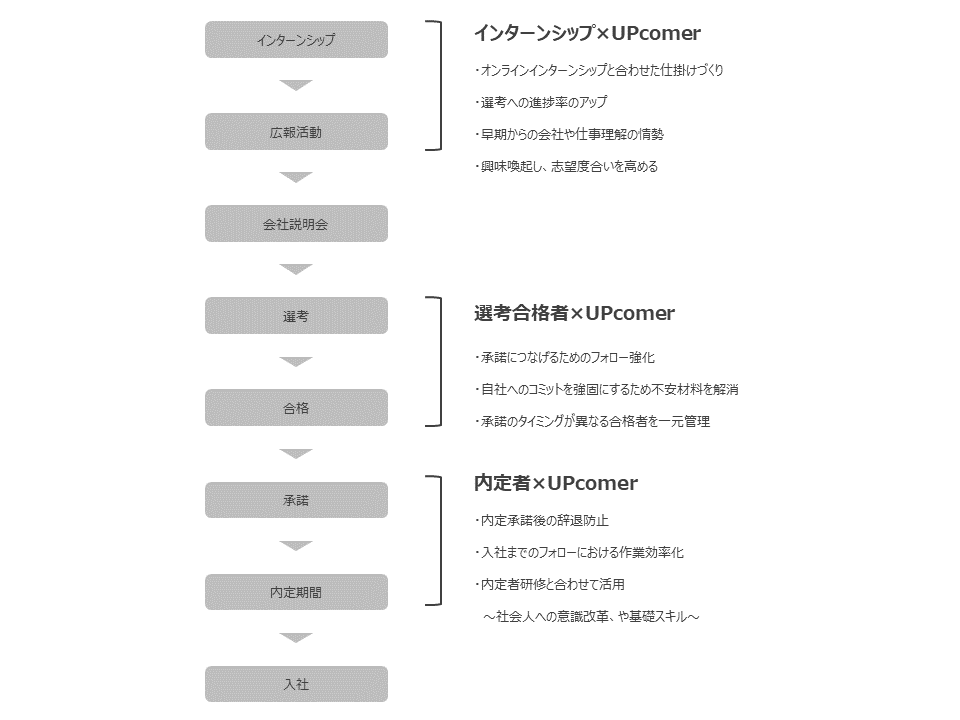 インターンシップ
広報活動
会社説明会
選考
合格
承諾
内定期間
入社
インターンシップ×UPcomer
・オンラインインターンシップと合わせた仕掛けづくり
・選考への進捗率のアップ
・早期からの会社や仕事理解の情勢
・興味喚起し、志望度合いを高める
選考合格者×UPcomer
・承諾につなげるためのフォロー強化
・自社へのコミットを強固にするため不安材料を解消
・承諾のタイミングが異なる合格者を一元管理
内定者×UPcomer
・内定承諾後の辞退防止
・入社までのフォローにおける作業効率化
・内定者研修と合わせて活用
～社会人への意識改革、や基礎スキル～